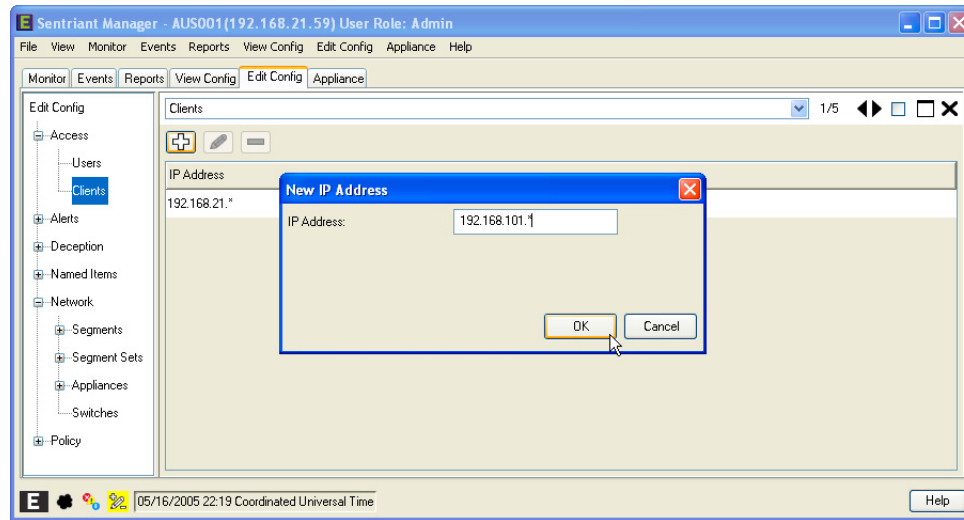 E Sentriant Manager - AUS001(192.168.21.59) User Role: Admin
File View Monitor Events Reports View Config Edit Config Appliance Help
Monitor Events Reports View Config Edit Config Appliance
Edit Config
Clients 1/5
Access
Users
Clients
Alerts
Deception
Named Items
Network
Segments
Segment Sets
Appliances
Switches
Policy
IP Address
192.168.21.*
New IP Address
IP Address: 192.168.101.*
OK Cancel
E 05/16/2005 22:19 Coordinated Universal Time Help